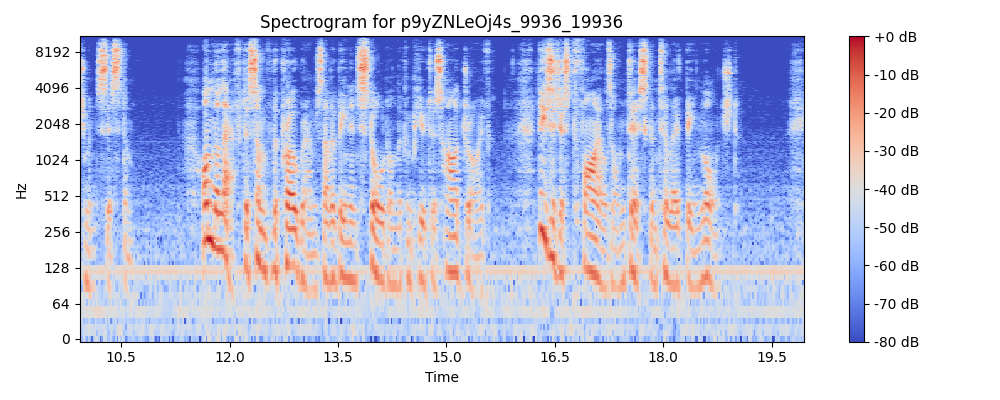 Spectrogram for p9yZNLeOj4s_9936_19936
8192
4096
2048
1024
512
256
128
64
0
Hz
10.5 12.0 13.5 15.0 16.5 18.0 19.5
Time
+0 dB
-10 dB
-20 dB
-30 dB
-40 dB
-50 dB
-60 dB
-70 dB
-80 dB